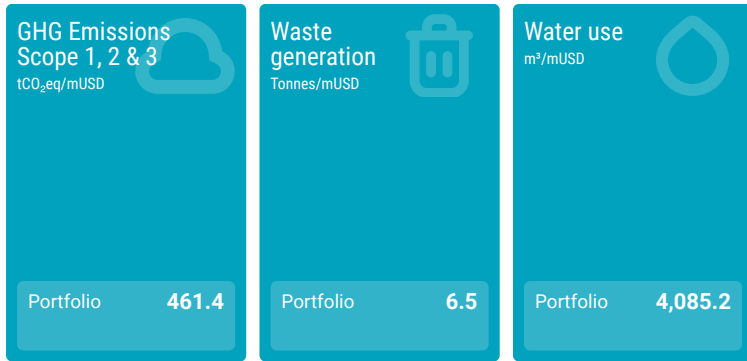 GHG Emissions
Scope 1, 2 & 3
tCO₂eq/mUSD
Portfolio 461.4
Waste
generation
Tonnes/mUSD
Portfolio 6.5
Water use
m³/mUSD
Portfolio 4,085.2